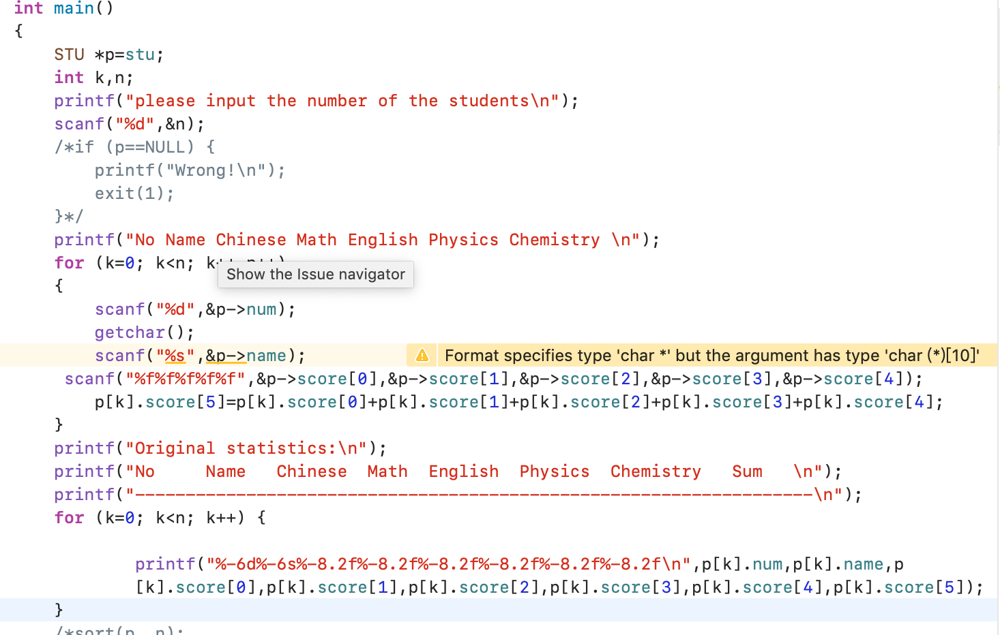 int main()
{
    STU *p=stu;
    int k,n;
    printf("please input the number of the students\n");
    scanf("%d",&n);
    /*if (p==NULL) {
        printf("Wrong!\n");
        exit(1);
    }*/
    printf("No Name Chinese Math English Physics Chemistry \n");
    for (k=0; k<n; k++
Show the Issue navigator
    {
        scanf("%d",&p->num);
        getchar();
        scanf("%s",&p->name); Format specifies type 'char *' but the argument has type 'char (*)[10]'
     scanf("%f%f%f%f%f",&p->score[0],&p->score[1],&p->score[2],&p->score[3],&p->score[4]);
        p[k].score[5]=p[k].score[0]+p[k].score[1]+p[k].score[2]+p[k].score[3]+p[k].score[4];
    }
    printf("Original statistics:\n");
    printf("No     Name   Chinese  Math  English  Physics  Chemistry   Sum   \n");
    printf("-------------------------------------------------------------------\n");
    for (k=0; k<n; k++) {
            printf("%-6d%-6s%-8.2f%-8.2f%-8.2f%-8.2f%-8.2f%-8.2f\n",p[k].num,p[k].name,p
            [k].score[0],p[k].score[1],p[k].score[2],p[k].score[3],p[k].score[4],p[k].score[5]);
    }
    /*sort(p, n);